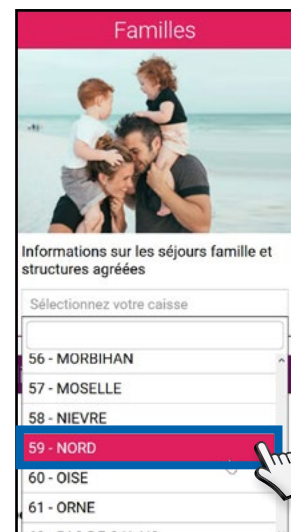 Familles
Informations sur les séjours famille et
structures agréées
Sélectionnez votre caisse
56 - MORBIHAN
57 - MOSELLE
58 - NIEVRE
59 - NORD
60 - OISE
61 - ORNE